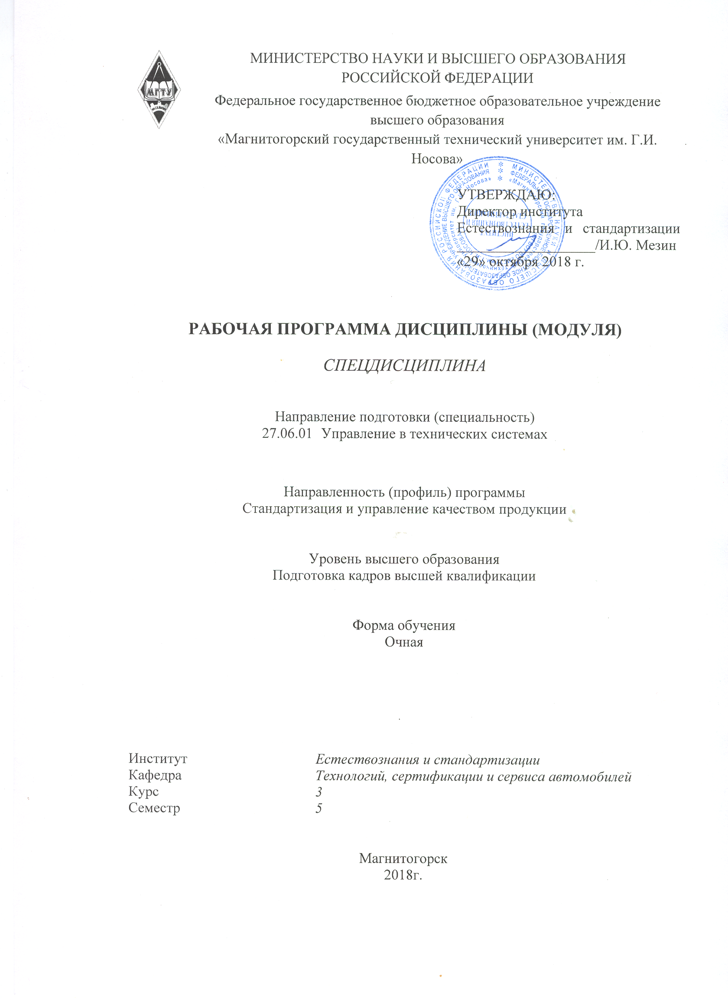 МГТУ
МИНИСТЕРСТВО НАУКИ И ВЫСШЕГО ОБРАЗОВАНИЯ
РОССИЙСКОЙ ФЕДЕРАЦИИ
Федеральное государственное бюджетное образовательное учреждение
высшего образования
«Магнитогорский государственный технический университет им. Г.И.
Носова»
УТВЕРЖДАЮ:
Директор института
Естествознания и стандартизации
____________________/И.Ю. Мезин
«29» октября 2018 г.
РАБОЧАЯ ПРОГРАММА ДИСЦИПЛИНЫ (МОДУЛЯ)
СПЕЦДИСЦИПЛИНА
Направление подготовки (специальность)
27.06.01 Управление в технических системах
Направленность (профиль) программы
Стандартизация и управление качеством продукции
Уровень высшего образования
Подготовка кадров высшей квалификации
Форма обучения
Очная
Институт Естествознания и стандартизации
Кафедра Технологий, сертификации и сервиса автомобилей
Курс 3
Семестр 5
Магнитогорск
2018г.